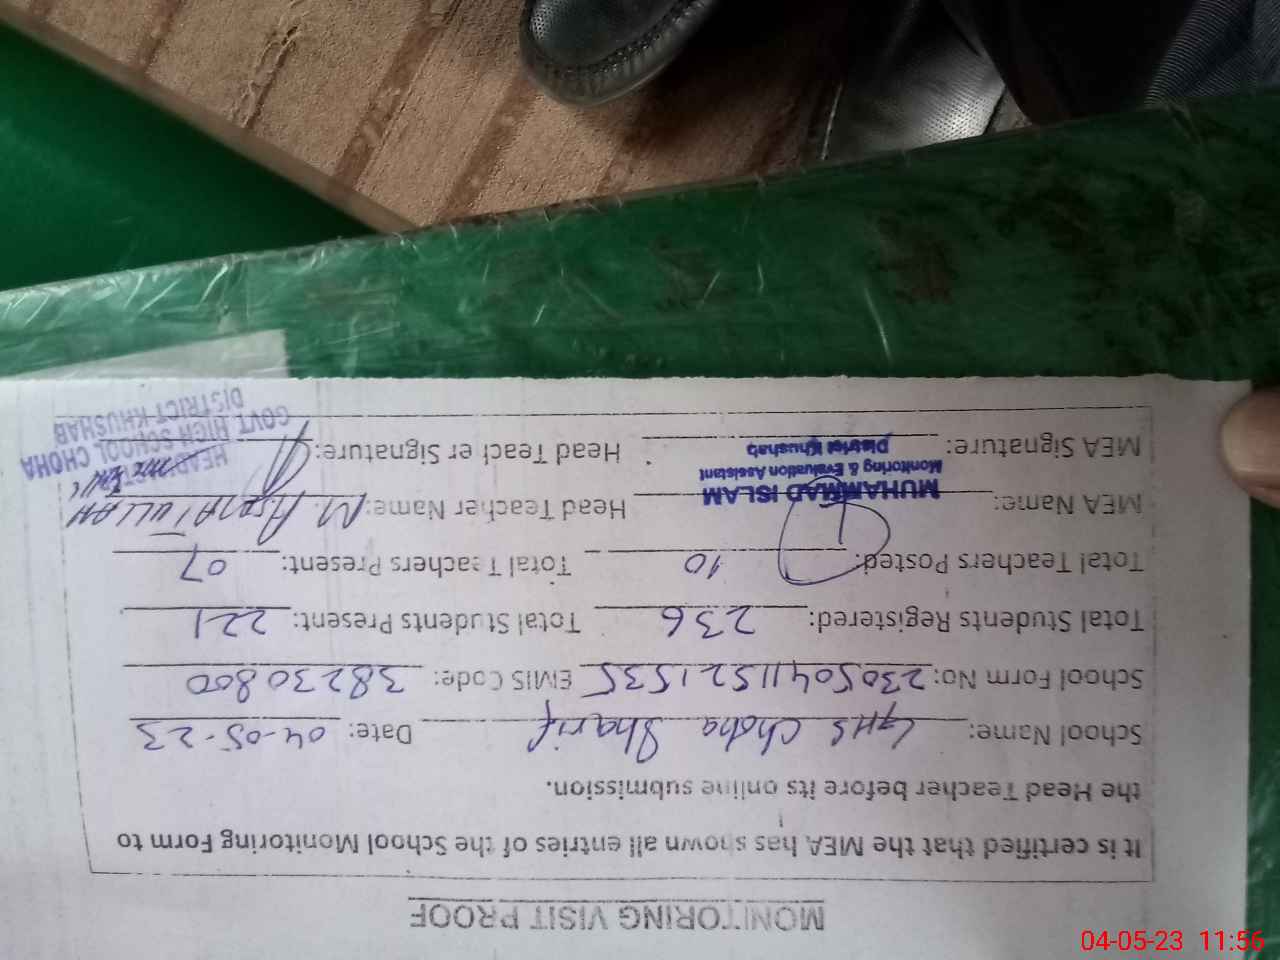 MONITORING VISIT PROOF
It is certified that the MEA has shown all entries of the School Monitoring Form to
the Head Teacher before its online submission.
School Name: GHS Choha Sharif Date: 04-05-23
School Form No: 23050411521535 EMIS Code: 38230800
Total Students Registered: 236 Total Students Present: 221
Total Teachers Posted: 10 Total Teachers Present: 07
MEA Name: MUHAMMAD ISLAM Head Teacher Name: M.
Monitoring & Evaluation Assistant
District Khushab
MEA Signature: Head Teacher Signature:
HEADMASTER
GOVT. HIGH SCHOOL CHOHA
DISTRICT KHUSHAB
04-05-23 11:56